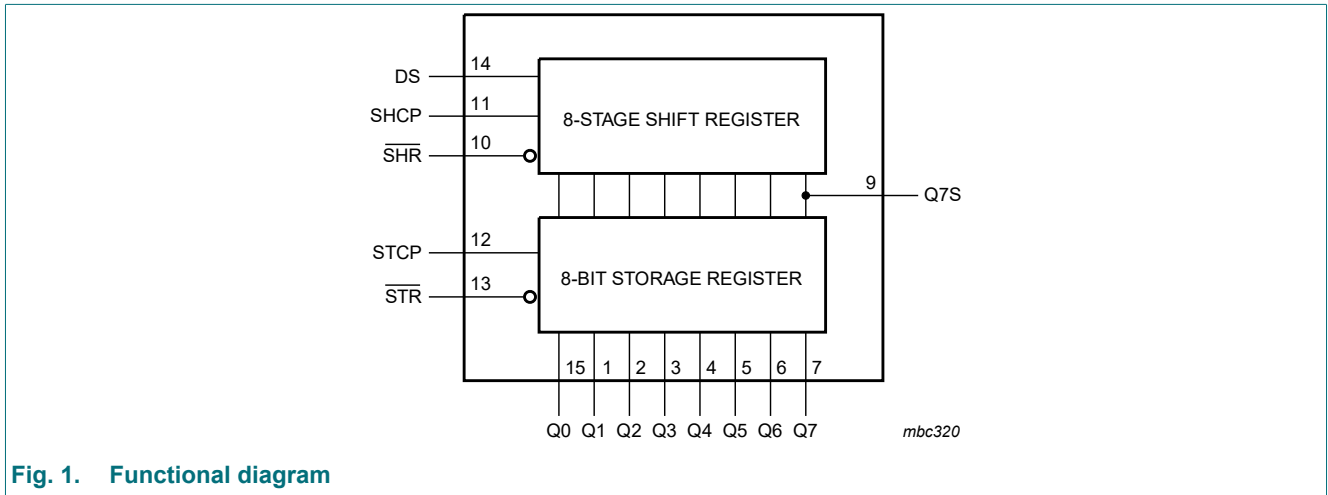 14
DS
11
SHCP
8-STAGE SHIFT REGISTER
10
SHR
9
Q7S
12
STCP
8-BIT STORAGE REGISTER
13
STR
15 1 2 3 4 5 6 7
Q0 Q1 Q2 Q3 Q4 Q5 Q6 Q7
mbc320
Fig. 1. Functional diagram